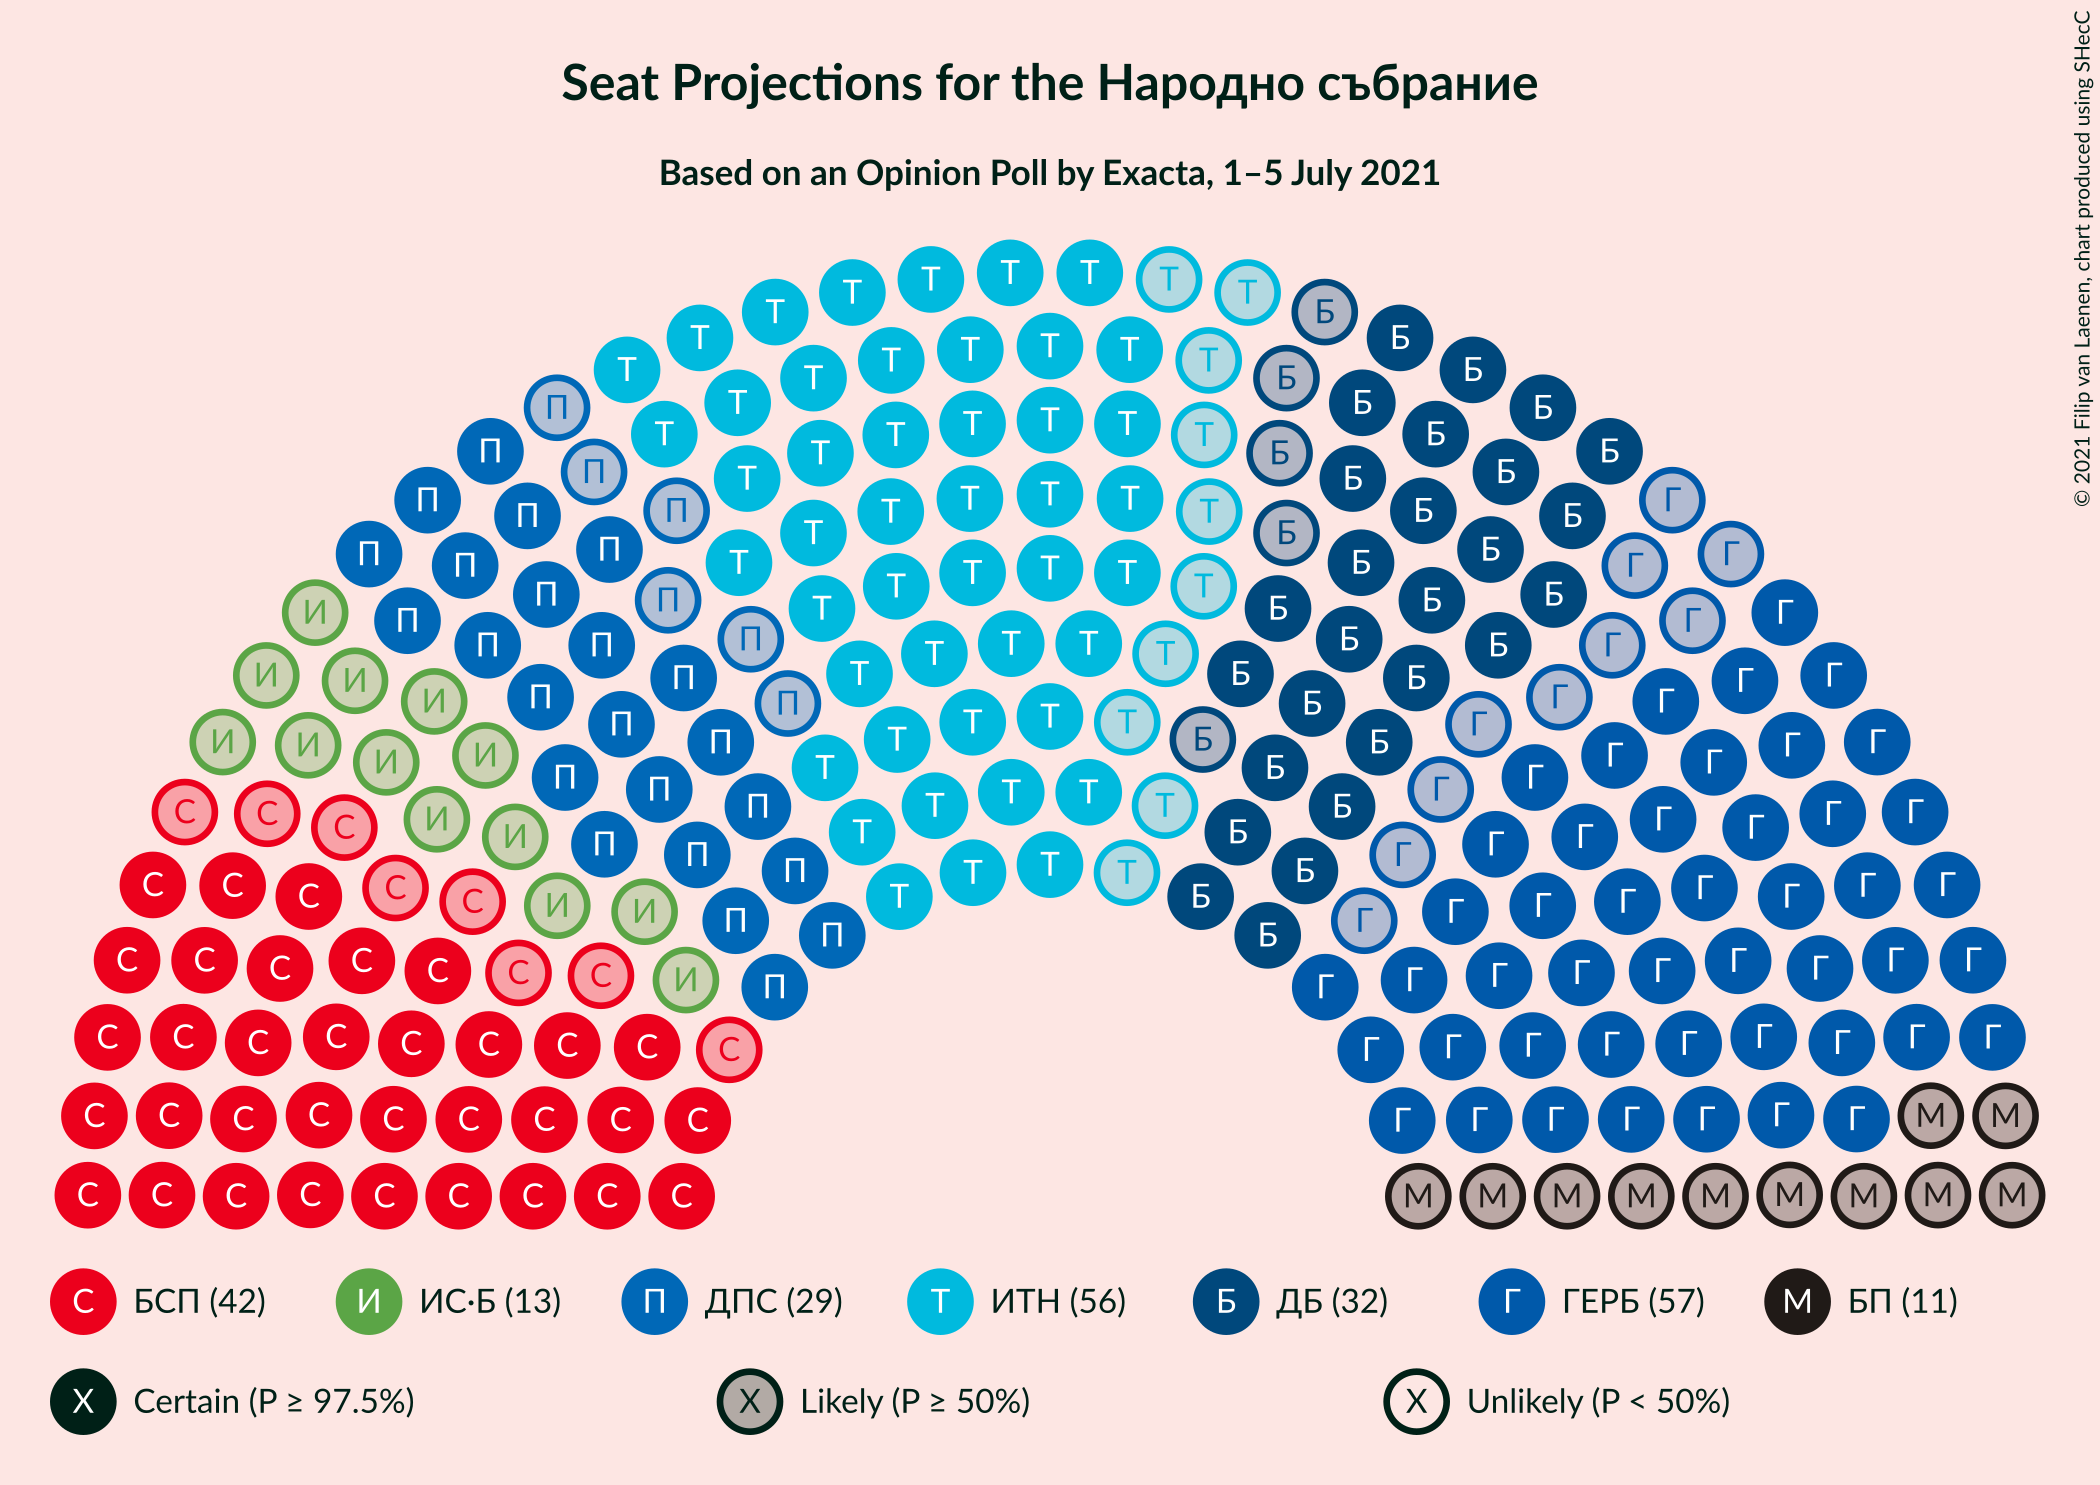 Seat Projections for the Народно събрание
Based on an Opinion Poll by Exacta, 1–5 July 2021
© 2021 Filip van Laenen, chart produced using SHecC
С БСП (42) И ИС·Б (13) П ДПС (29) Т ИТН (56) Б ДБ (32) Г ГЕРБ (57) М БП (11)
X Certain (P ≥ 97.5%) X Likely (P ≥ 50%) X Unlikely (P < 50%)